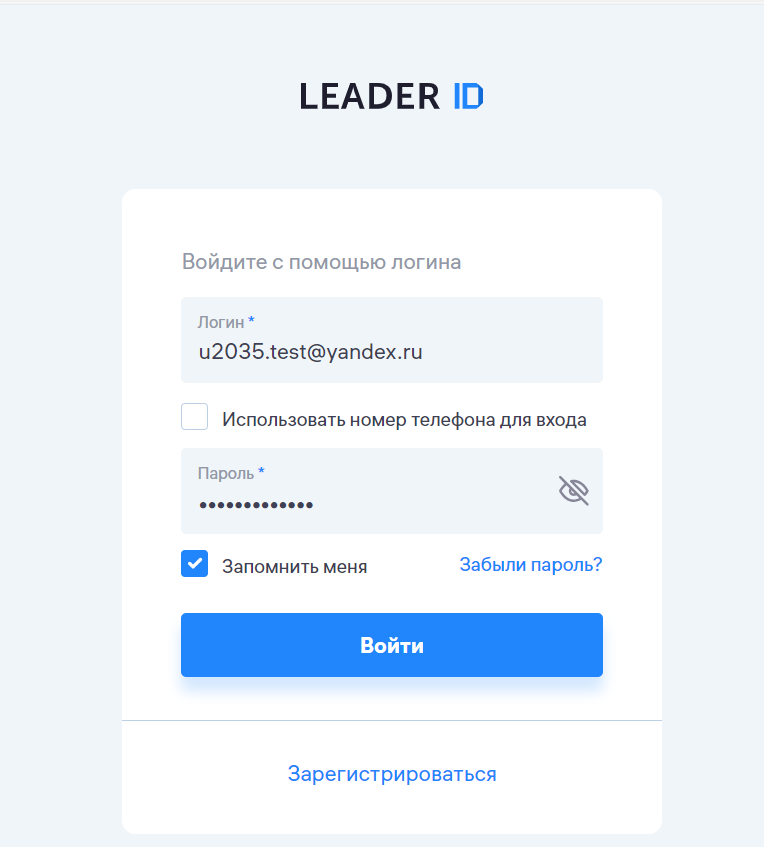 LEADER ID
Войдите с помощью логина
Логин *
u2035.test@yandex.ru
Использовать номер телефона для входа
Пароль *
•••••••••••••
Запомнить меня
Забыли пароль?
Войти
Зарегистрироваться